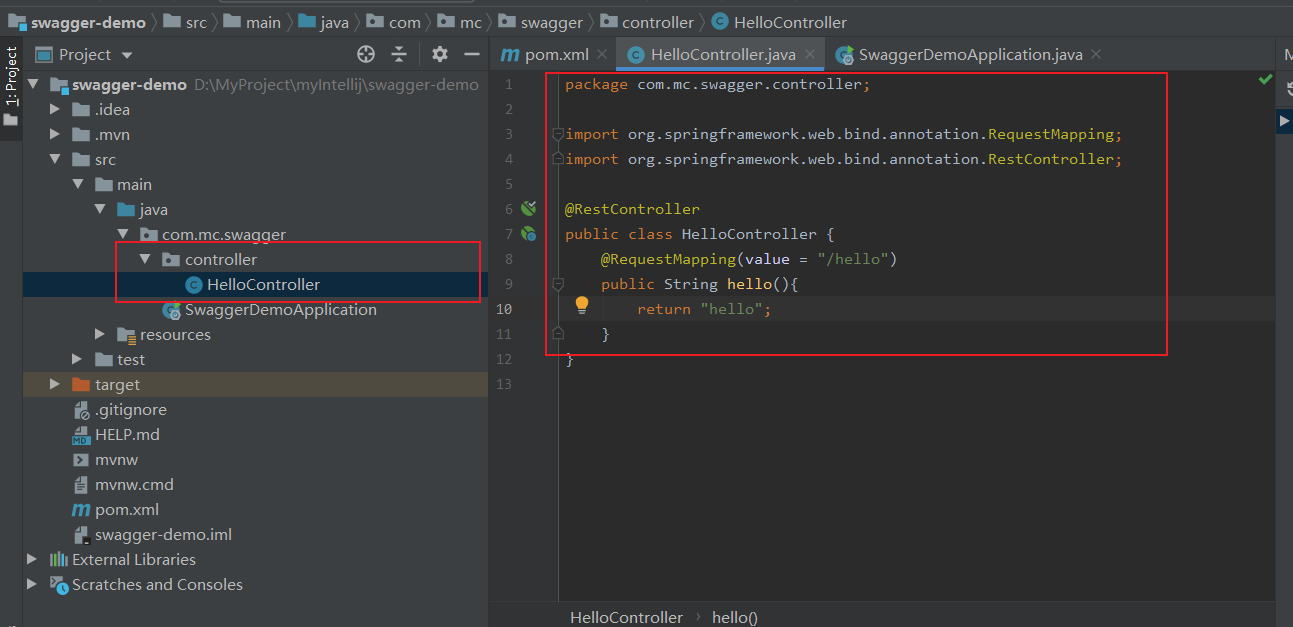 swagger-demo src main java com mc swagger controller HelloController
1: Project
Project
swagger-demo D:\MyProject\myIntellij\swagger-demo
.idea
.mvn
src
main
java
com.mc.swagger
controller
HelloController
SwaggerDemoApplication
resources
test
target
.gitignore
HELP.md
mvnw
mvnw.cmd
pom.xml
swagger-demo.iml
External Libraries
Scratches and Consoles
pom.xml HelloController.java SwaggerDemoApplication.java
1 package com.mc.swagger.controller;
2
3 import org.springframework.web.bind.annotation.RequestMapping;
4 import org.springframework.web.bind.annotation.RestController;
5
6 @RestController
7 public class HelloController {
8 @RequestMapping(value = "/hello")
9 public String hello(){
10 return "hello";
11 }
12 }
13
HelloController › hello()